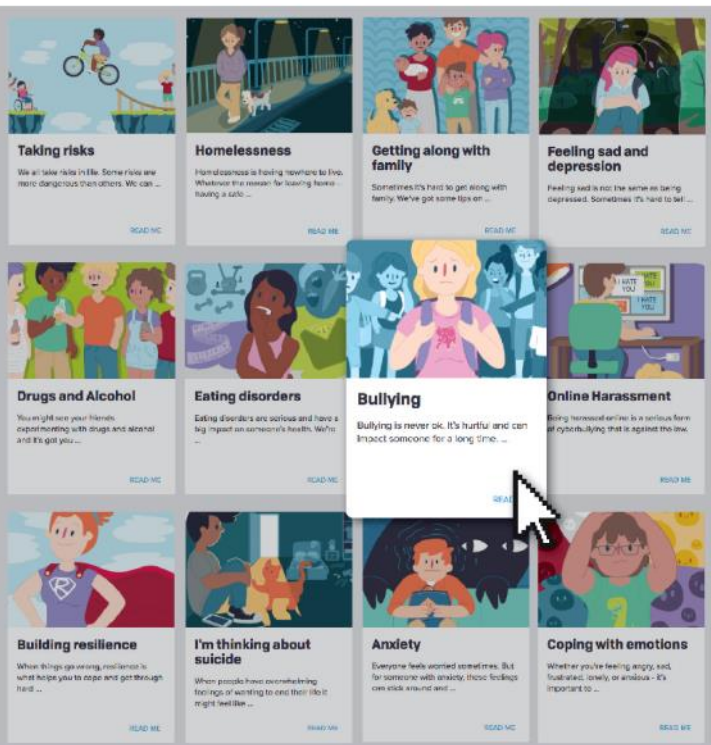 Taking risks
We all take risks in life. Some risks are
more dangerous than others. We can ...
READ ME
Homelessness
Homelessness is having nowhere to live.
Whatever the reason for leaving home -
having a safe ...
READ ME
Getting along with
family
Sometimes it's hard to get along with
family. We've got some tips on ...
READ ME
Feeling sad and
depression
Feeling sad is not the same as being
depressed. Sometimes it's hard to tell ...
READ ME
Drugs and Alcohol
You might see your friends
experimenting with drugs and alcohol
and it's got you ...
READ ME
Eating disorders
Eating disorders are serious and have a
big impact on someone's health. We're
...
READ ME
Bullying
Bullying is never ok. It's hurtful and can
impact someone for a long time. ...
READ
I HATE
YOU
HATE
YOU
I HATE
YOU
Online Harassment
Being harassed online is a serious form
of cyberbullying that is against the law.
READ ME
R
Building resilience
When things go wrong, resilience is
what helps you to cope and get through
hard ...
READ ME
I'm thinking about
suicide
When people have overwhelming
feelings of wanting to end their life it
might feel like ...
READ ME
Anxiety
Everyone feels worried sometimes. But
for someone with anxiety, these feelings
can stick around and ...
READ ME
Coping with emotions
Whether you're feeling angry, sad,
frustrated, lonely, or anxious - it's
important to ...
READ ME